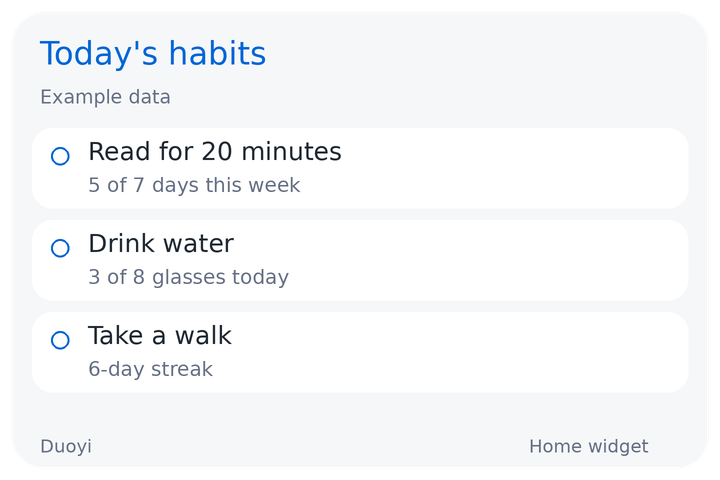 Today's habits
Example data
Read for 20 minutes
5 of 7 days this week
Drink water
3 of 8 glasses today
Take a walk
6-day streak
Duoyi
Home widget